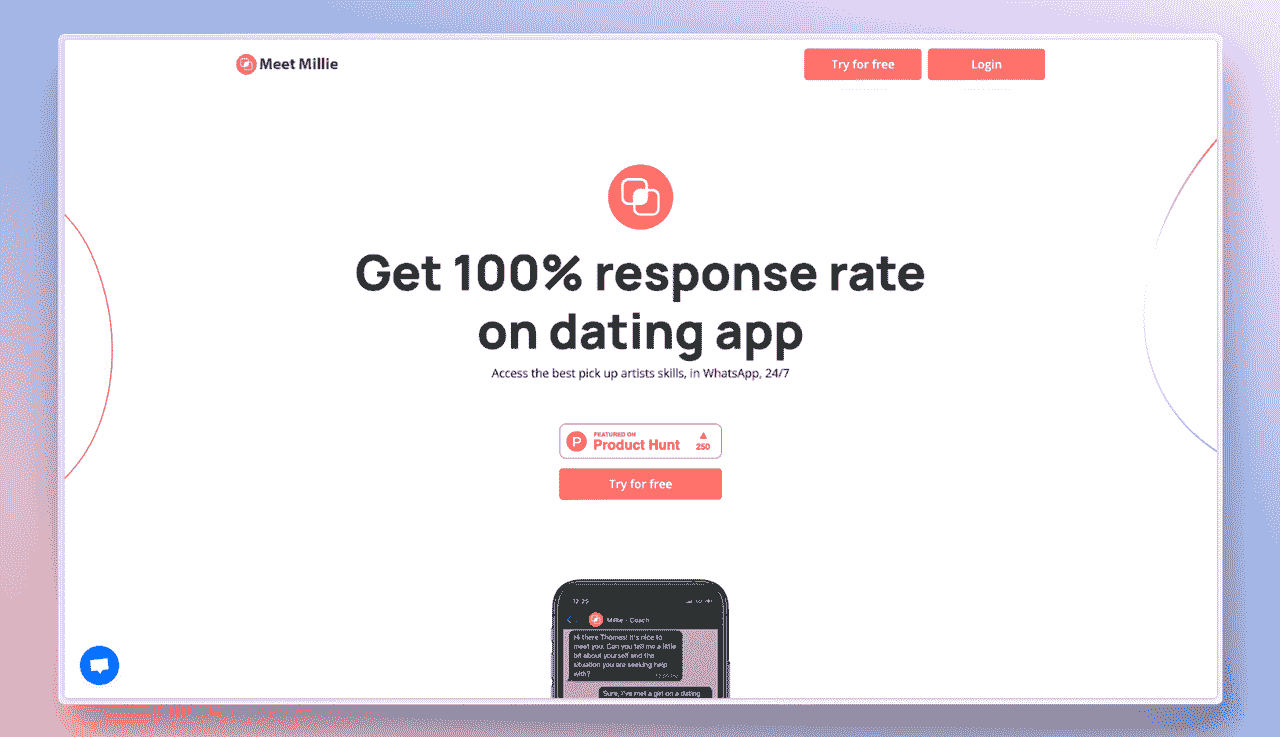 Meet Millie
Try for free
Login
Get 100% response rate
on dating app
Access the best pick up artists skills, in WhatsApp, 24/7
P
FEATURED ON
Product Hunt
250
Try for free
12:25
Millie - Coach
Hi there Thomas! It's nice to
meet you. Can you tell me a little
bit about yourself and the
situation you are seeking help
with?
Sure, I've met a girl on a dating